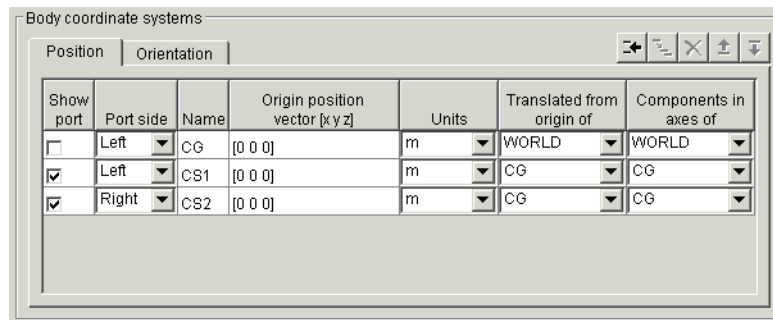 Body coordinate systems
Position Orientation
Show port Port side Name Origin position vector [x y z] Units Translated from origin of Components in axes of
Left CG [0 0 0] m WORLD WORLD
Left CS1 [0 0 0] m CG CG
Right CS2 [0 0 0] m CG CG